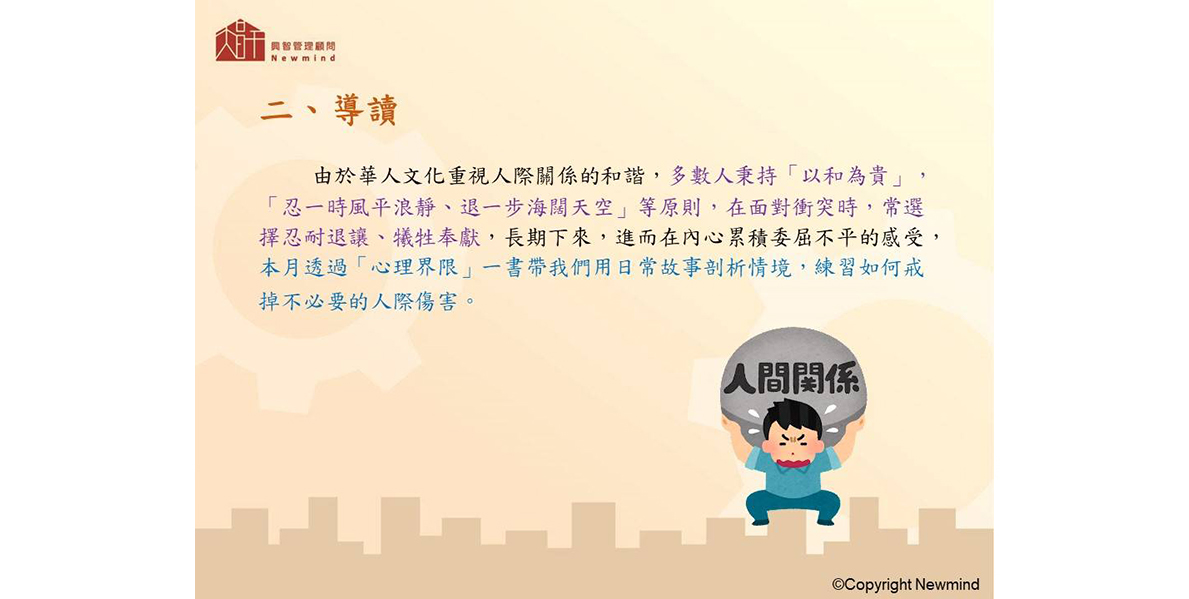 興智管理顧問
Newmind
二、導讀
由於華人文化重視人際關係的和諧，多數人秉持「以和為貴」，
「忍一時風平浪靜、退一步海闊天空」等原則，在面對衝突時，常選
擇忍耐退讓、犧牲奉獻，長期下來，進而在內心累積委屈不平的感受，
本月透過「心理界限」一書帶我們用日常故事剖析情境，練習如何戒
掉不必要的人際傷害。
人間関係
©Copyright Newmind